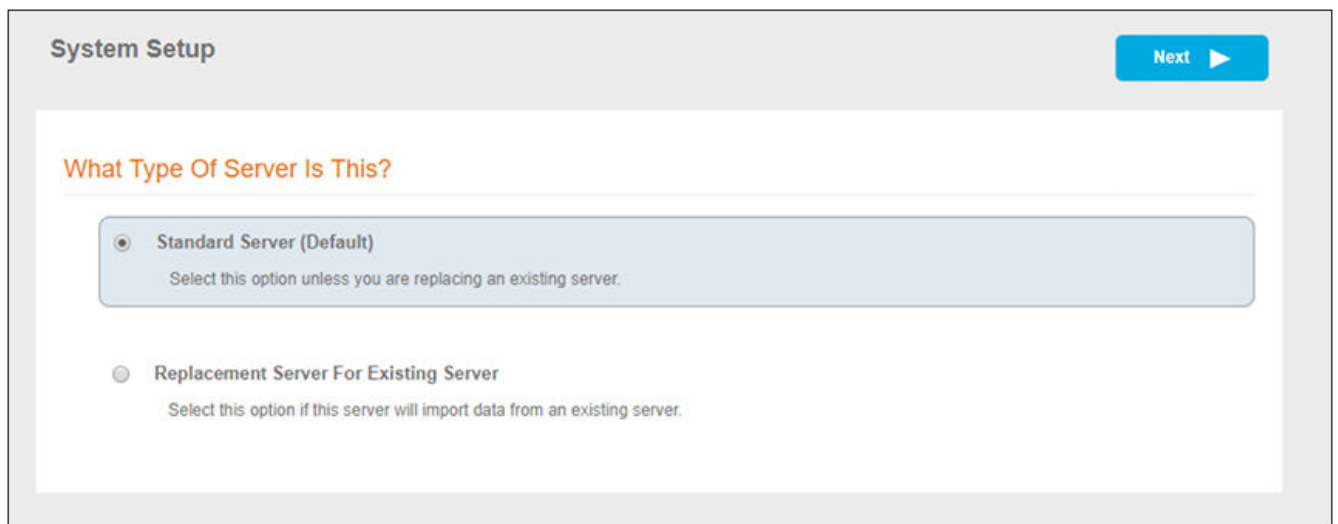 System Setup
Next
What Type Of Server Is This?
Standard Server (Default)
Select this option unless you are replacing an existing server.
Replacement Server For Existing Server
Select this option if this server will import data from an existing server.